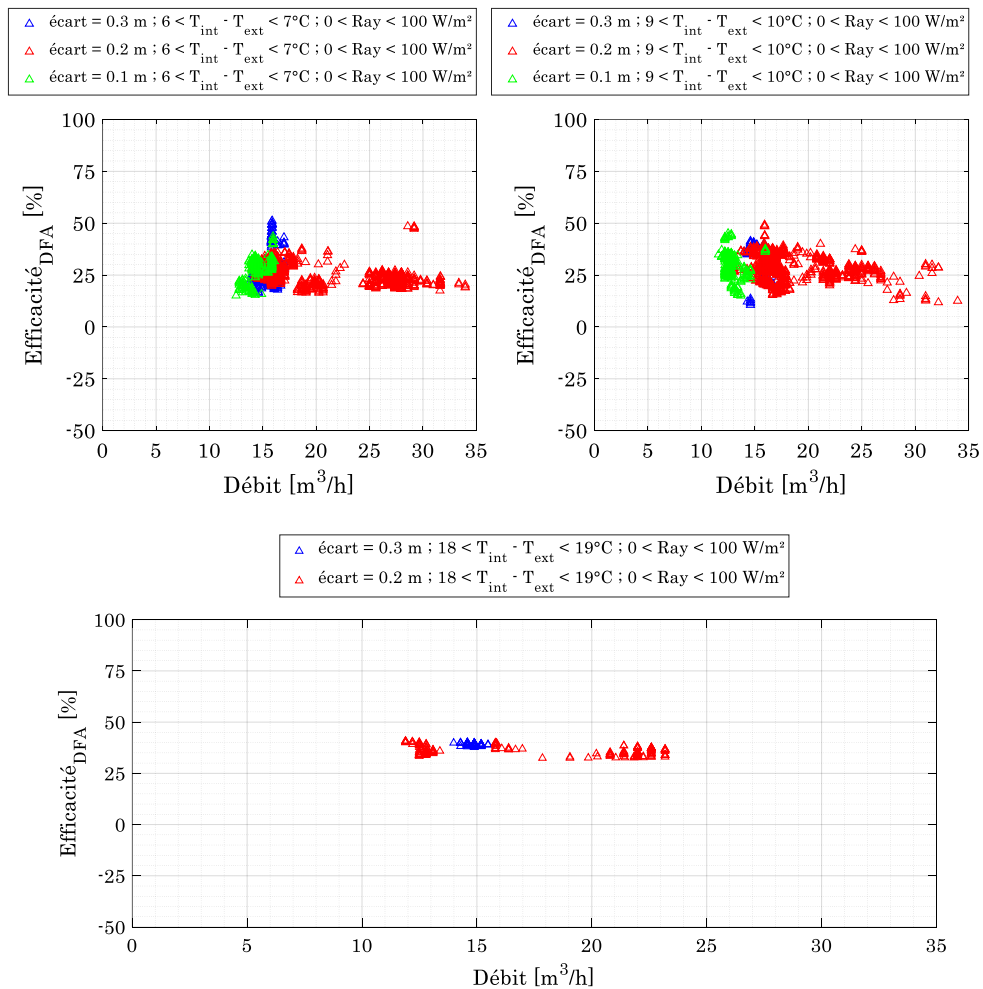 écart = 0.3 m ; 6 < T_int - T_ext < 7°C ; 0 < Ray < 100 W/m²
écart = 0.2 m ; 6 < T_int - T_ext < 7°C ; 0 < Ray < 100 W/m²
écart = 0.1 m ; 6 < T_int - T_ext < 7°C ; 0 < Ray < 100 W/m²
100
75
50
25
0
-25
-50
Efficacité_DFA [%]
0 5 10 15 20 25 30 35
Débit [m³/h]
écart = 0.3 m ; 9 < T_int - T_ext < 10°C ; 0 < Ray < 100 W/m²
écart = 0.2 m ; 9 < T_int - T_ext < 10°C ; 0 < Ray < 100 W/m²
écart = 0.1 m ; 9 < T_int - T_ext < 10°C ; 0 < Ray < 100 W/m²
100
75
50
25
0
-25
-50
Efficacité_DFA [%]
0 5 10 15 20 25 30 35
Débit [m³/h]
écart = 0.3 m ; 18 < T_int - T_ext < 19°C ; 0 < Ray < 100 W/m²
écart = 0.2 m ; 18 < T_int - T_ext < 19°C ; 0 < Ray < 100 W/m²
100
75
50
25
0
-25
-50
Efficacité_DFA [%]
0 5 10 15 20 25 30 35
Débit [m³/h]